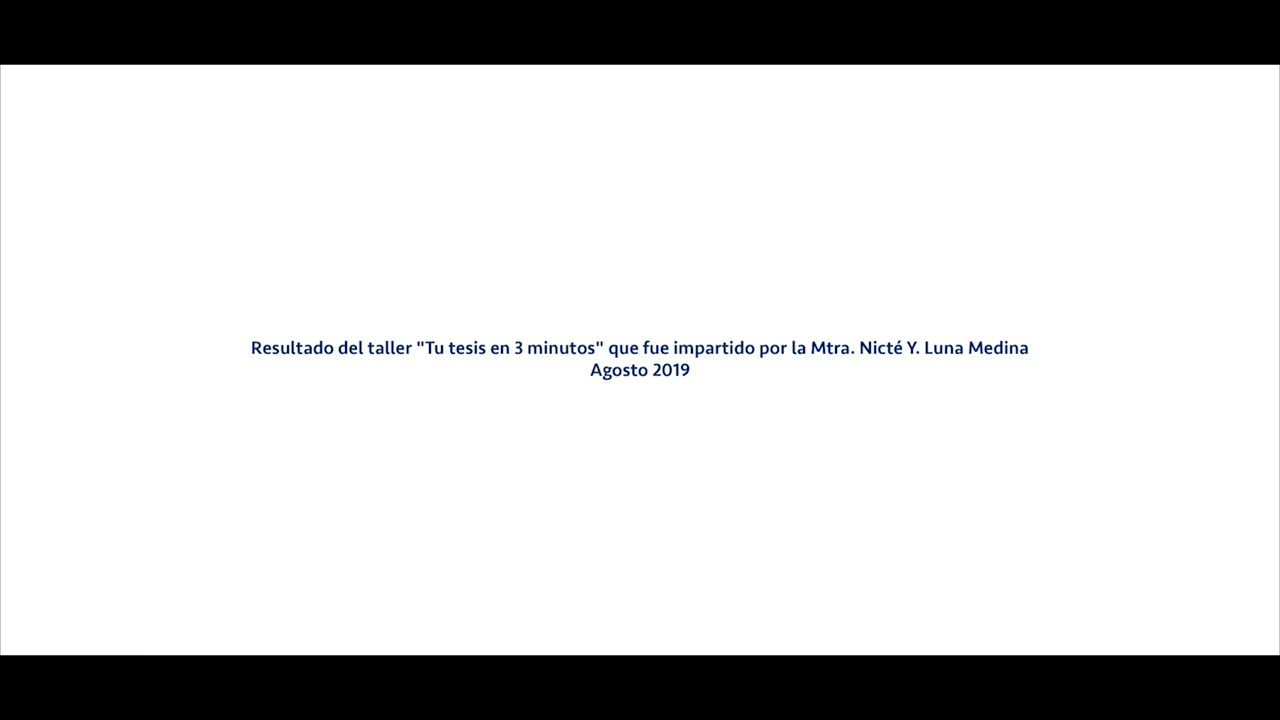 Resultado del taller "Tu tesis en 3 minutos" que fue impartido por la Mtra. Nicté Y. Luna Medina
Agosto 2019